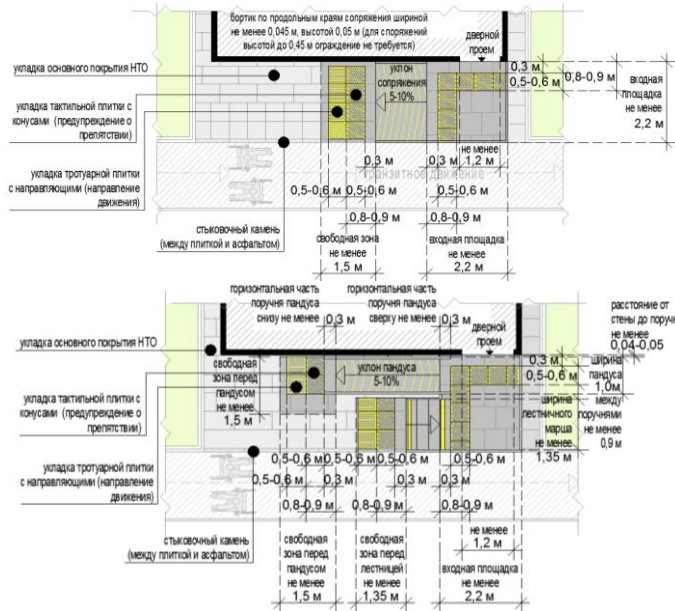 бортик по продольным краям сопряжения шириной
не менее 0,045 м, высотой 0,05 м (для споряжений
высотой до 0,45 м ограждение не требуется)
дверной
проем
укладка основного покрытия НТО
уклон
сопряжения
5-10%
0,3 м
0,5-0,6 м
0,8-0,9 м
входная
площадка
не менее
2,2 м
укладка тактильной плитки с
конусами (предупреждение о
препятствии)
укладка тротуарной плитки
с направляющими (направление
движения)
не менее
1,2 м
0,3 м
0,3 м
транзитное движение
0,5-0,6 м
0,5-0,6 м
0,5-0,6 м
0,8-0,9 м
0,8-0,9 м
стыковочный камень
(между плиткой и асфальтом)
свободная зона
не менее
1,5 м
входная площадка
не менее
2,2 м
горизонтальная часть
поручня пандуса
снизу не менее
0,3 м
горизонтальная часть
поручня пандуса
сверху не менее
0,3 м
дверной
проем
расстояние от
стены до поруч
не менее
0,04-0,05
укладка основного покрытия НТО
свободная
зона перед
пандусом
не менее
1,5 м
уклон пандуса
5-10%
0,3 м
0,5-0,6 м
ширина
пандуса
1,0м
между
поручнями
не менее
0,9 м
ширина
лестничного
марша
не менее
1,35 м
укладка тактильной плитки с
конусами (предупреждение о
препятствии)
укладка тротуарной плитки
с направляющими (направление
движения)
0,5-0,6 м
0,5-0,6 м
0,5-0,6 м
0,5-0,6 м
0,5-0,6 м
0,3 м
0,3 м
0,3 м
0,8-0,9 м
0,8-0,9 м
0,8-0,9 м
не менее
1,2 м
стыковочный камень
(между плиткой и асфальтом)
свободная
зона перед
пандусом
не менее
1,5 м
свободная
зона перед
лестницей
не менее
1,35 м
входная площадка
не менее
2,2 м